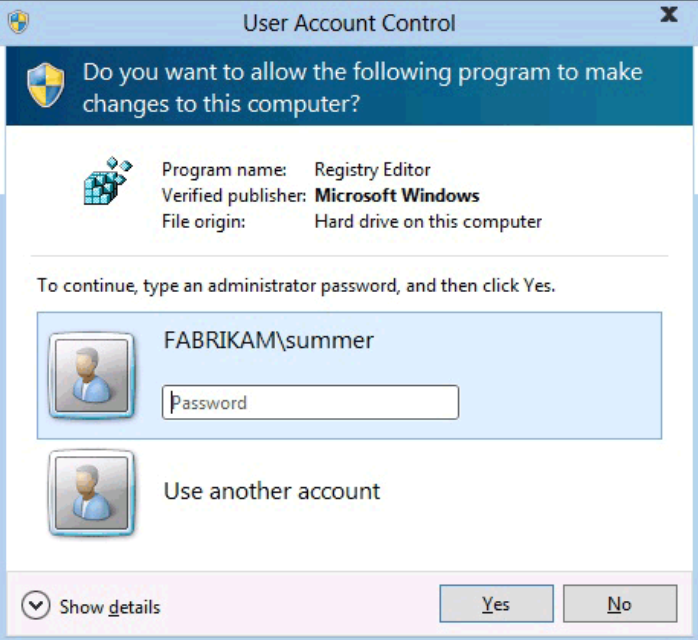 User Account Control
Do you want to allow the following program to make
changes to this computer?
Program name: Registry Editor
Verified publisher: Microsoft Windows
File origin: Hard drive on this computer
To continue, type an administrator password, and then click Yes.
FABRIKAM\summer
Password
Use another account
Show details
Yes
No